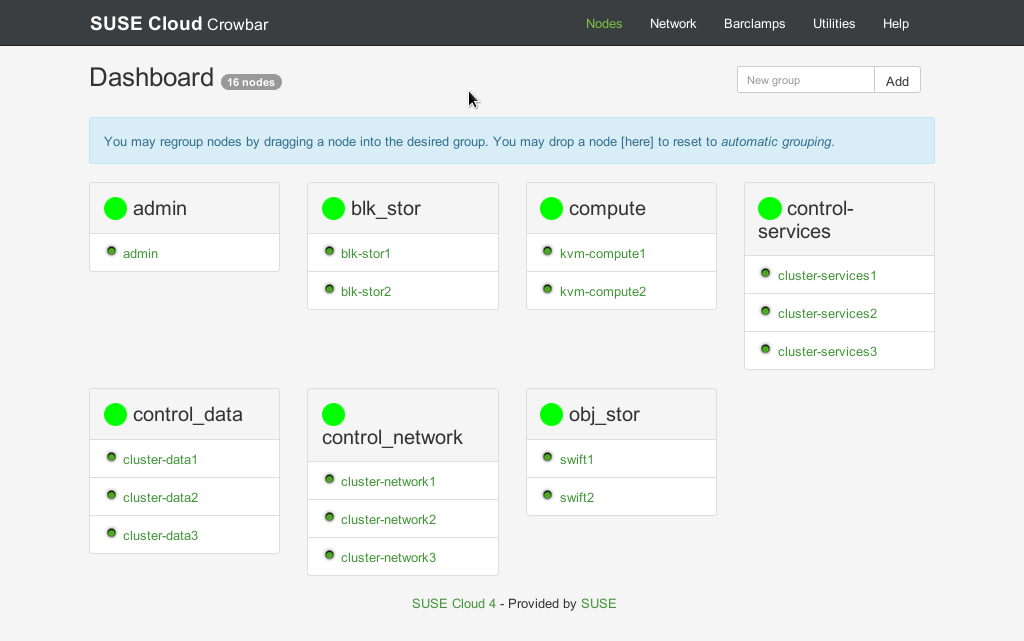 SUSE Cloud Crowbar
Nodes Network Barclamps Utilities Help
Dashboard 16 nodes
New group Add
You may regroup nodes by dragging a node into the desired group. You may drop a node [here] to reset to automatic grouping.
admin
admin
blk_stor
blk-stor1
blk-stor2
compute
kvm-compute1
kvm-compute2
control-
services
cluster-services1
cluster-services2
cluster-services3
control_data
cluster-data1
cluster-data2
cluster-data3
control_network
cluster-network1
cluster-network2
cluster-network3
obj_stor
swift1
swift2
SUSE Cloud 4 - Provided by SUSE